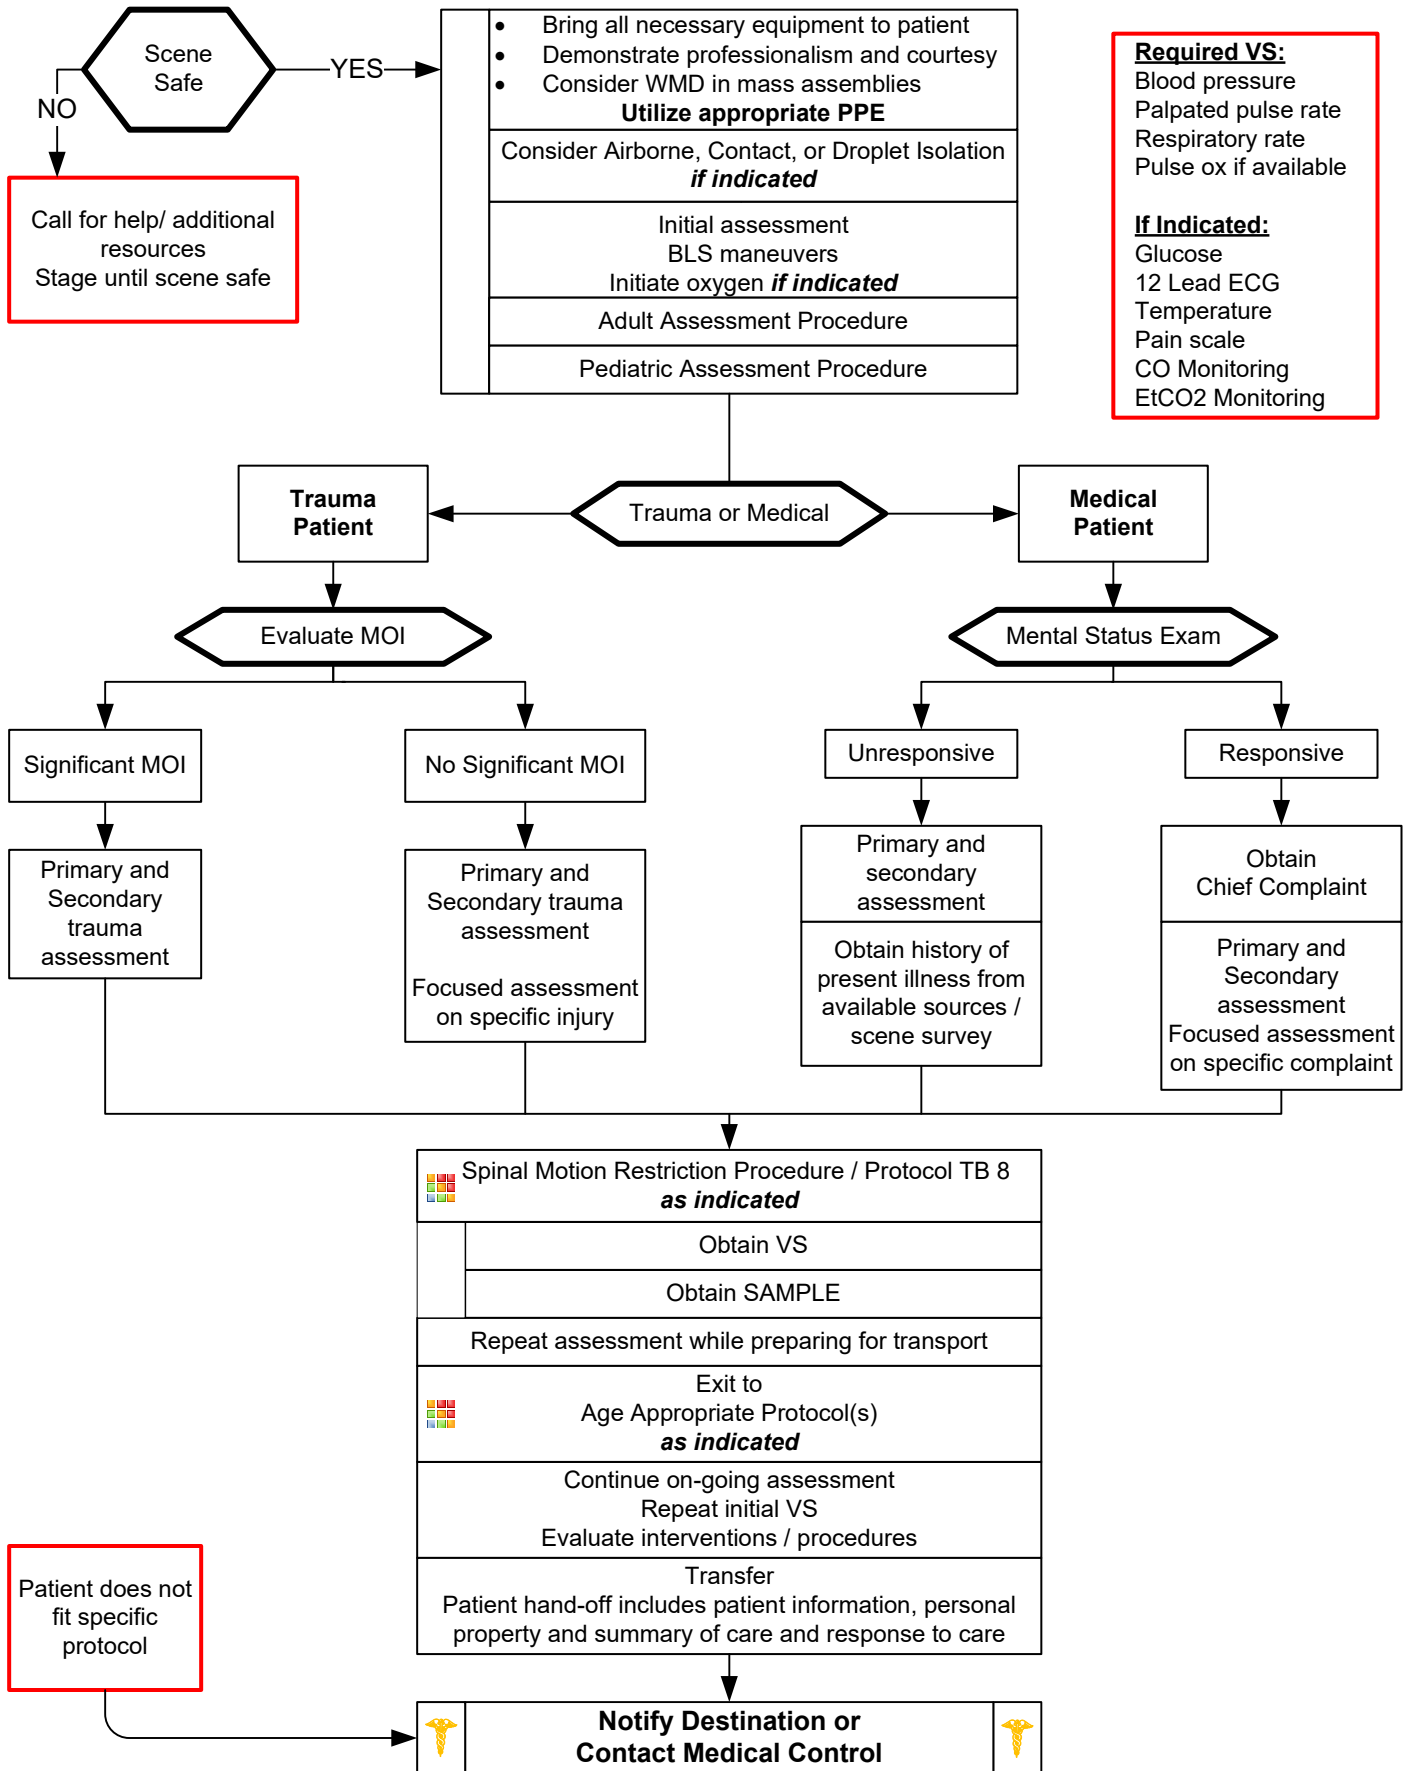 Scene
Safe
YES
NO
Call for help/ additional
resources
Stage until scene safe
• Bring all necessary equipment to patient
• Demonstrate professionalism and courtesy
• Consider WMD in mass assemblies
Utilize appropriate PPE
Consider Airborne, Contact, or Droplet Isolation
if indicated
Initial assessment
BLS maneuvers
Initiate oxygen if indicated
Adult Assessment Procedure
Pediatric Assessment Procedure
Required VS:
Blood pressure
Palpated pulse rate
Respiratory rate
Pulse ox if available
If Indicated:
Glucose
12 Lead ECG
Temperature
Pain scale
CO Monitoring
EtCO2 Monitoring
Trauma
Patient
Trauma or Medical
Medical
Patient
Evaluate MOI
Mental Status Exam
Significant MOI
No Significant MOI
Unresponsive
Responsive
Primary and
Secondary
trauma
assessment
Primary and
Secondary trauma
assessment
Focused assessment
on specific injury
Primary and
secondary
assessment
Obtain history of
present illness from
available sources /
scene survey
Obtain
Chief Complaint
Primary and
Secondary
assessment
Focused assessment
on specific complaint
Spinal Motion Restriction Procedure / Protocol TB 8
as indicated
Obtain VS
Obtain SAMPLE
Repeat assessment while preparing for transport
Exit to
Age Appropriate Protocol(s)
as indicated
Continue on-going assessment
Repeat initial VS
Evaluate interventions / procedures
Transfer
Patient hand-off includes patient information, personal
property and summary of care and response to care
Patient does not
fit specific
protocol
Notify Destination or
Contact Medical Control